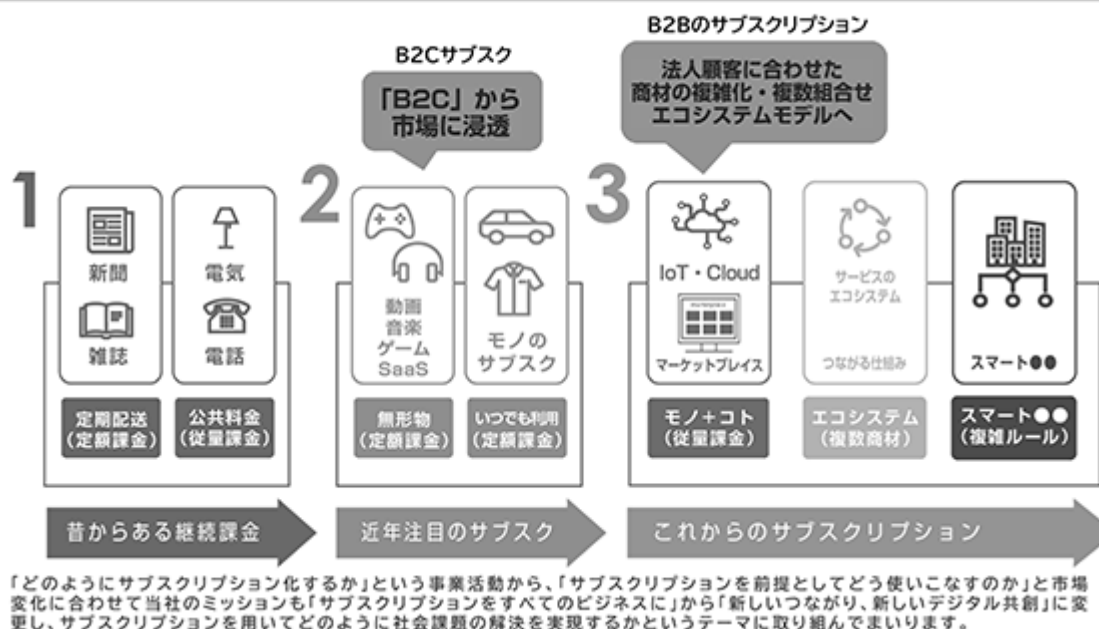 B2Cサブスク
「B2C」から
市場に浸透
B2Bのサブスクリプション
法人顧客に合わせた
商材の複雑化・複数組合せ
エコシステムモデルへ
1
新聞
雑誌
定期配送
(定額課金)
電気
電話
公共料金
(従量課金)
昔からある継続課金
2
動画
音楽
ゲーム
SaaS
無形物
(定額課金)
モノの
サブスク
いつでも利用
(定額課金)
近年注目のサブスク
3
IoT・Cloud
マーケットプレイス
モノ+コト
(従量課金)
サービスの
エコシステム
つながる仕組み
エコシステム
(複数商材)
スマート●●
スマート●●
(複雑ルール)
これからのサブスクリプション
「どのようにサブスクリプション化するか」という事業活動から、「サブスクリプションを前提としてどう使いこなすのか」と市場
変化に合わせて当社のミッションも「サブスクリプションをすべてのビジネスに」から「新しいつながり、新しいデジタル共創」に変
更し、サブスクリプションを用いてどのように社会課題の解決を実現するかというテーマに取り組んでまいります。